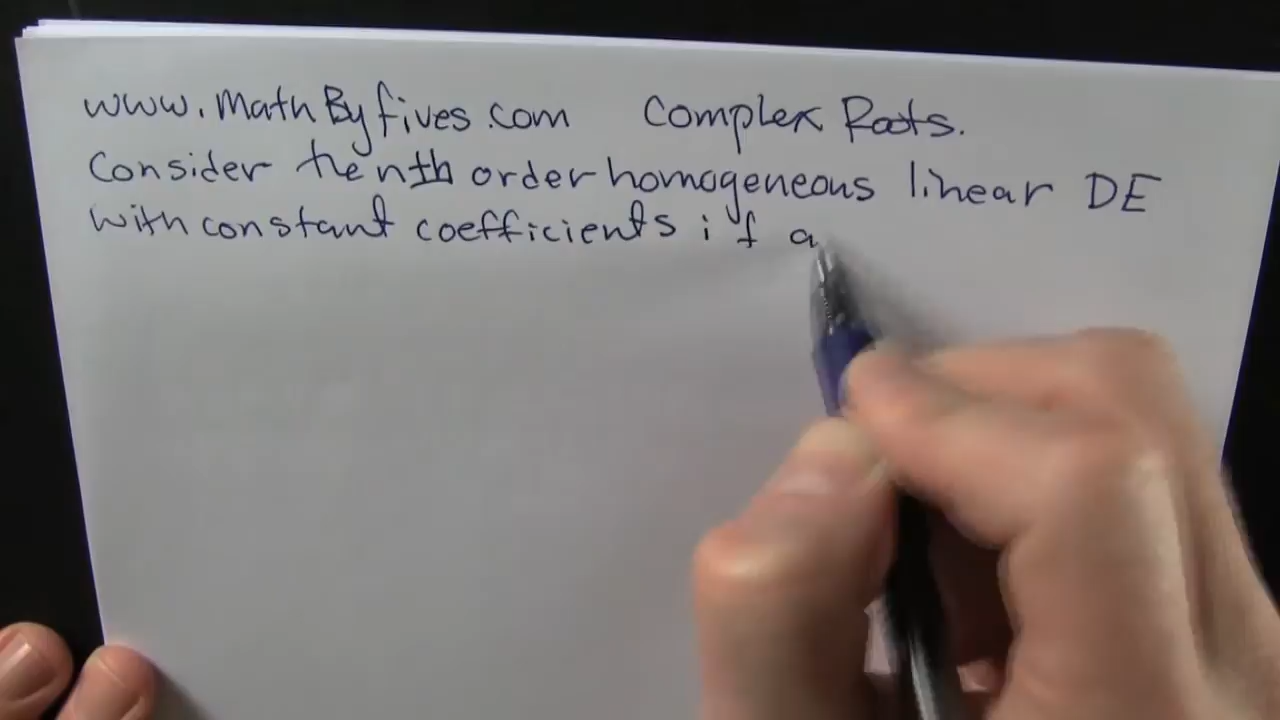 www.MathByfives.com Complex Roots.
Consider the nth order homogeneous linear DE
with constant coefficients if a